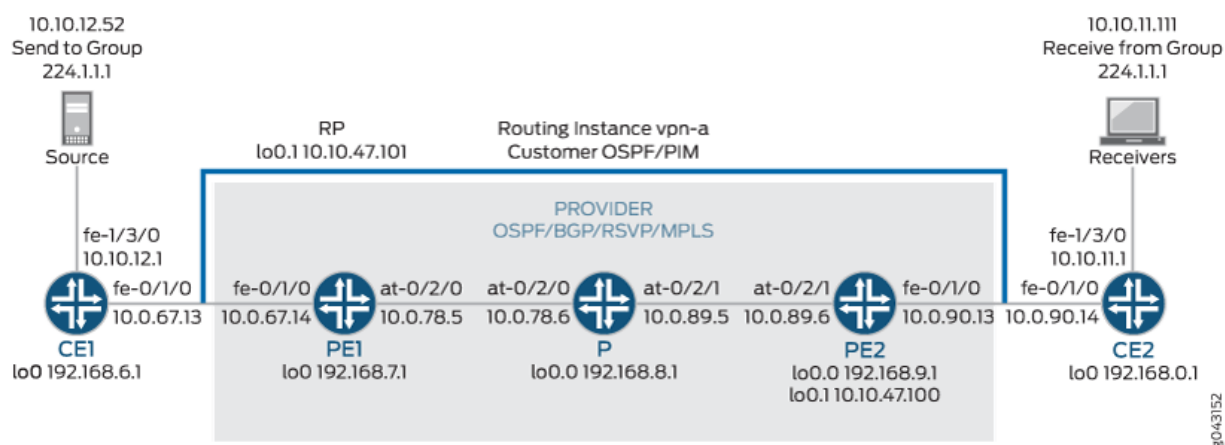 10.10.12.52
Send to Group
224.1.1.1
Source
10.10.11.111
Receive from Group
224.1.1.1
Receivers
RP
lo0.1 10.10.47.101
Routing Instance vpn-a
Customer OSPF/PIM
PROVIDER
OSPF/BGP/RSVP/MPLS
fe-1/3/0
10.10.12.1
fe-1/3/0
10.10.11.1
fe-0/1/0
10.0.67.13
fe-0/1/0
10.0.67.14
at-0/2/0
10.0.78.5
at-0/2/0
10.0.78.6
at-0/2/1
10.0.89.5
at-0/2/1
10.0.89.6
fe-0/1/0
10.0.90.13
fe-0/1/0
10.0.90.14
CE1
lo0 192.168.6.1
PE1
lo0 192.168.7.1
P
lo0.0 192.168.8.1
PE2
lo0.0 192.168.9.1
lo0.1 10.10.47.100
CE2
lo0 192.168.0.1